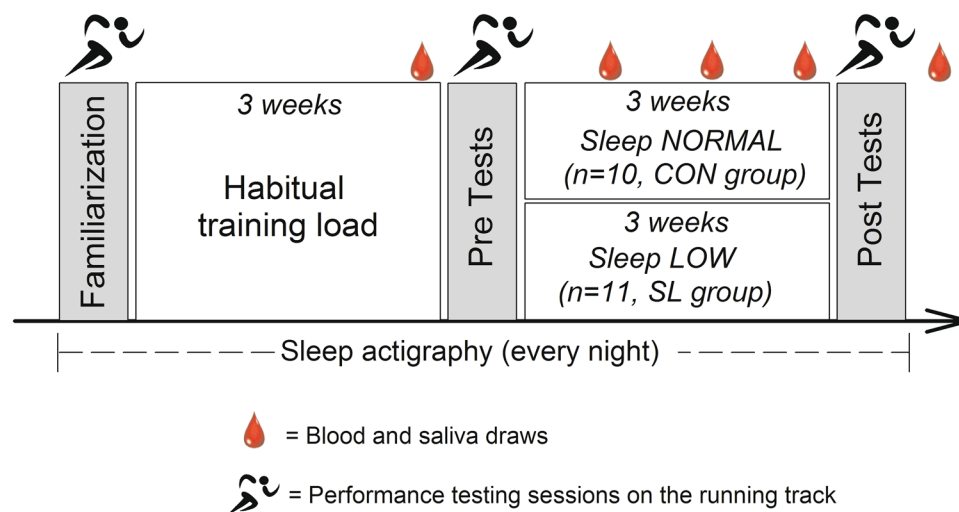 Familiarization
3 weeks
Habitual
training load
Pre Tests
3 weeks
Sleep NORMAL
(n=10, CON group)
3 weeks
Sleep LOW
(n=11, SL group)
Post Tests
Sleep actigraphy (every night)
= Blood and saliva draws
= Performance testing sessions on the running track